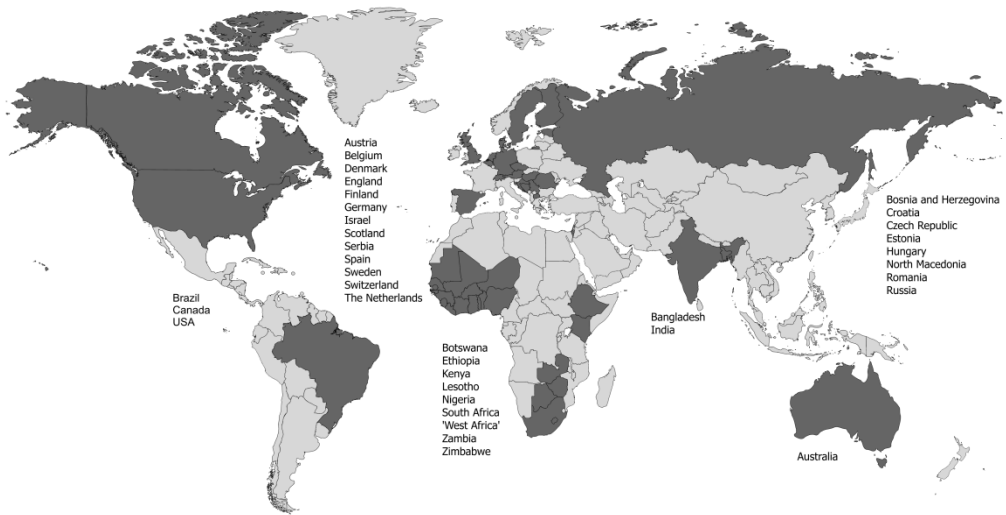 Austria
Belgium
Denmark
England
Finland
Germany
Israel
Scotland
Serbia
Spain
Sweden
Switzerland
The Netherlands
Bosnia and Herzegovina
Croatia
Czech Republic
Estonia
Hungary
North Macedonia
Romania
Russia
Brazil
Canada
USA
Bangladesh
India
Botswana
Ethiopia
Kenya
Lesotho
Nigeria
South Africa
'West Africa'
Zambia
Zimbabwe
Australia